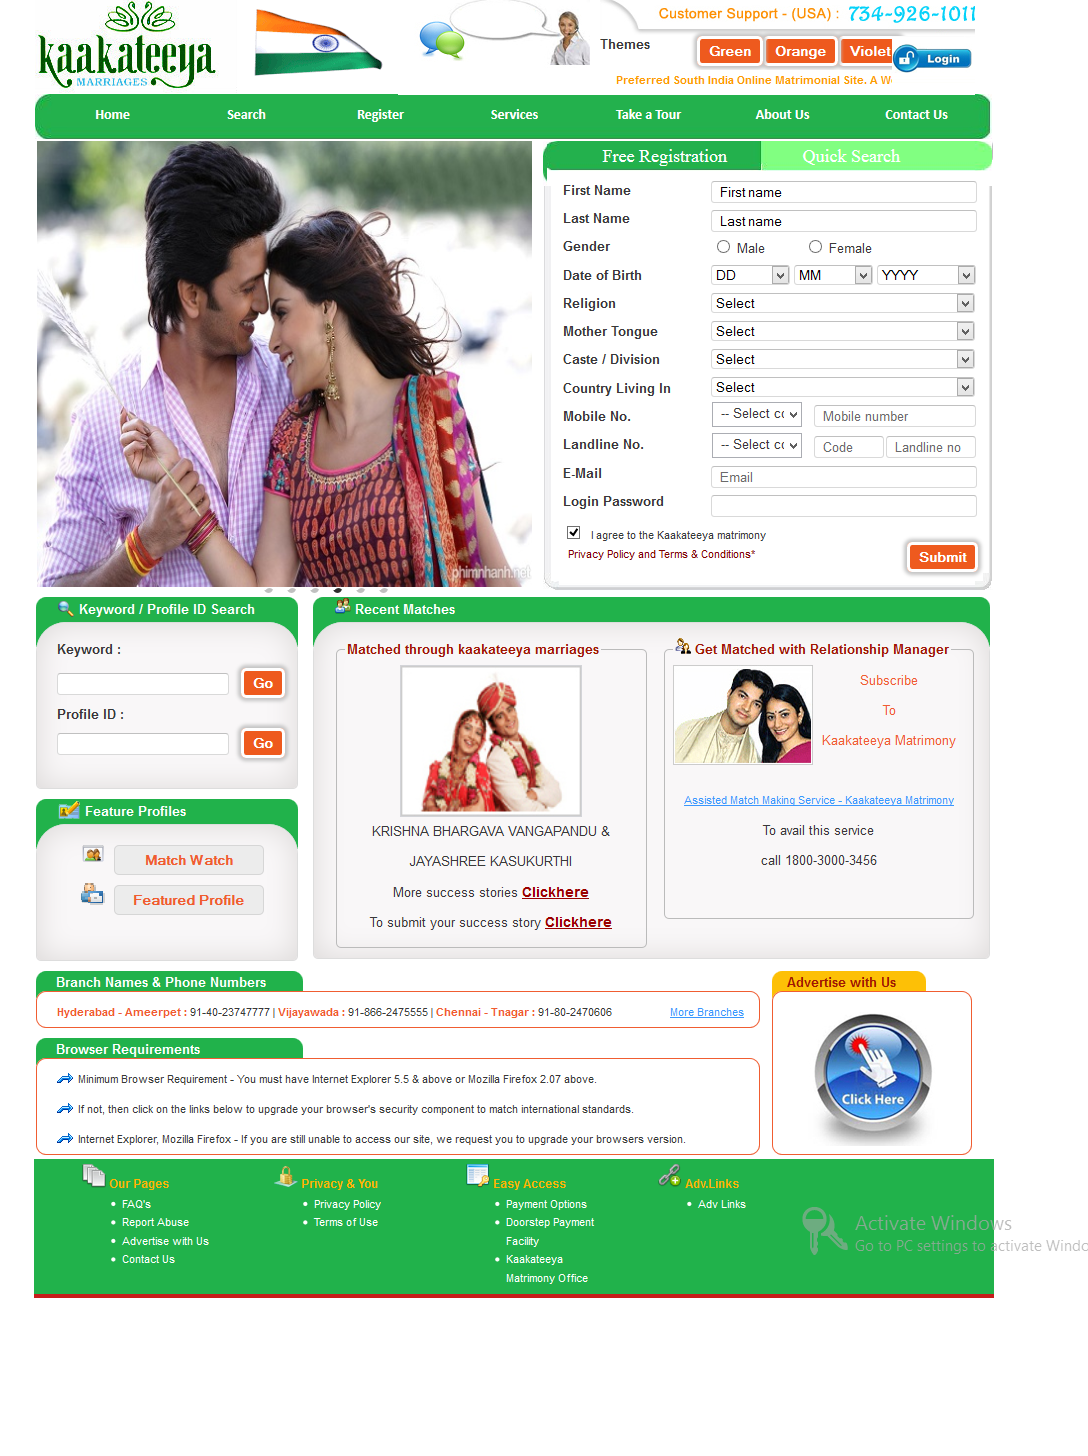 kaakateeya
MARRIAGES
Customer Support - (USA) : 734-926-1011
Themes
Green
Orange
Violet
Login
Preferred South India Online Matrimonial Site. A
Home
Search
Register
Services
Take a Tour
About Us
Contact Us
Free Registration
Quick Search
First Name
First name
Last Name
Last name
Gender
Male
Female
Date of Birth
DD
MM
YYYY
Religion
Select
Mother Tongue
Select
Caste / Division
Select
Country Living In
Select
Mobile No.
-- Select
Mobile number
Landline No.
-- Select
Code
Landline no
E-Mail
Email
Login Password
I agree to the Kaakateeya matrimony
Privacy Policy and Terms & Conditions*
Submit
phimnhanh.net
Keyword / Profile ID Search
Keyword :
Go
Profile ID :
Go
Feature Profiles
Match Watch
Featured Profile
Recent Matches
Matched through kaakateeya marriages
KRISHNA BHARGAVA VANGAPANDU &
JAYASHREE KASUKURTHI
More success stories Clickhere
To submit your success story Clickhere
Get Matched with Relationship Manager
Subscribe
To
Kaakateeya Matrimony
Assisted Match Making Service - Kaakateeya Matrimony
To avail this service
call 1800-3000-3456
Branch Names & Phone Numbers
Hyderabad - Ameerpet : 91-40-23747777 | Vijayawada : 91-866-2475555 | Chennai - Tnagar : 91-80-2470606
More Branches
Browser Requirements
Minimum Browser Requirement - You must have Internet Explorer 5.5 & above or Mozilla Firefox 2.07 above.
If not, then click on the links below to upgrade your browser's security component to match international standards.
Internet Explorer, Mozilla Firefox - If you are still unable to access our site, we request you to upgrade your browsers version.
Advertise with Us
Click Here
Our Pages
FAQ's
Report Abuse
Advertise with Us
Contact Us
Privacy & You
Privacy Policy
Terms of Use
Easy Access
Payment Options
Doorstep Payment
Facility
Kaakateeya
Matrimony Office
Adv.Links
Adv Links
Activate Windows
Go to PC settings to activate Windo